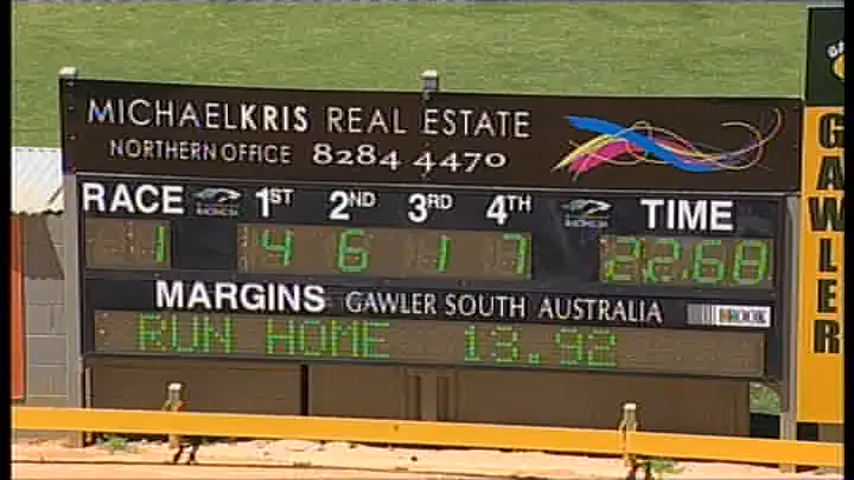 MICHAELKRIS REAL ESTATE
NORTHERN OFFICE 8284 4470
RACE 1ST 2ND 3RD 4TH TIME
1 4 6 1 7 22.68
MARGINS GAWLER SOUTH AUSTRALIA
RUN HOME 13.92
GAWLER